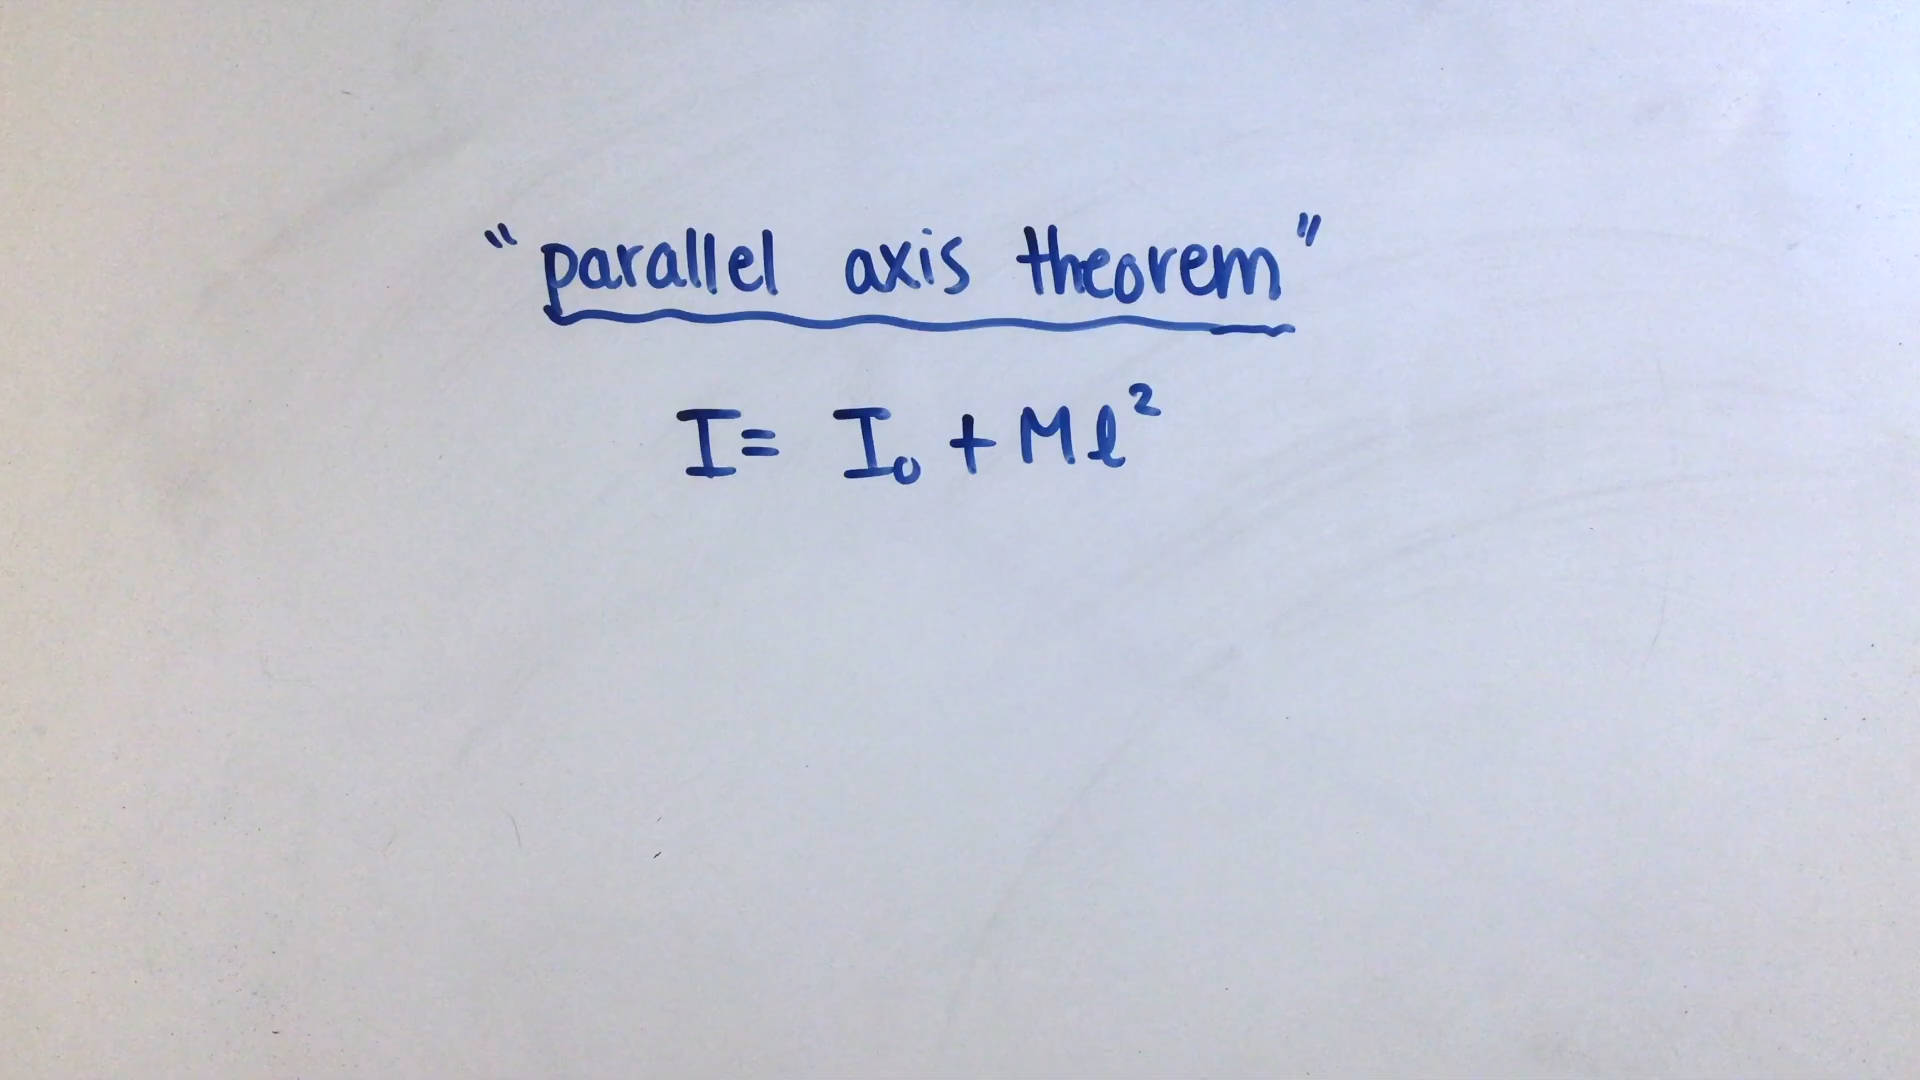 "parallel axis theorem"
I = I₀ + Mℓ²